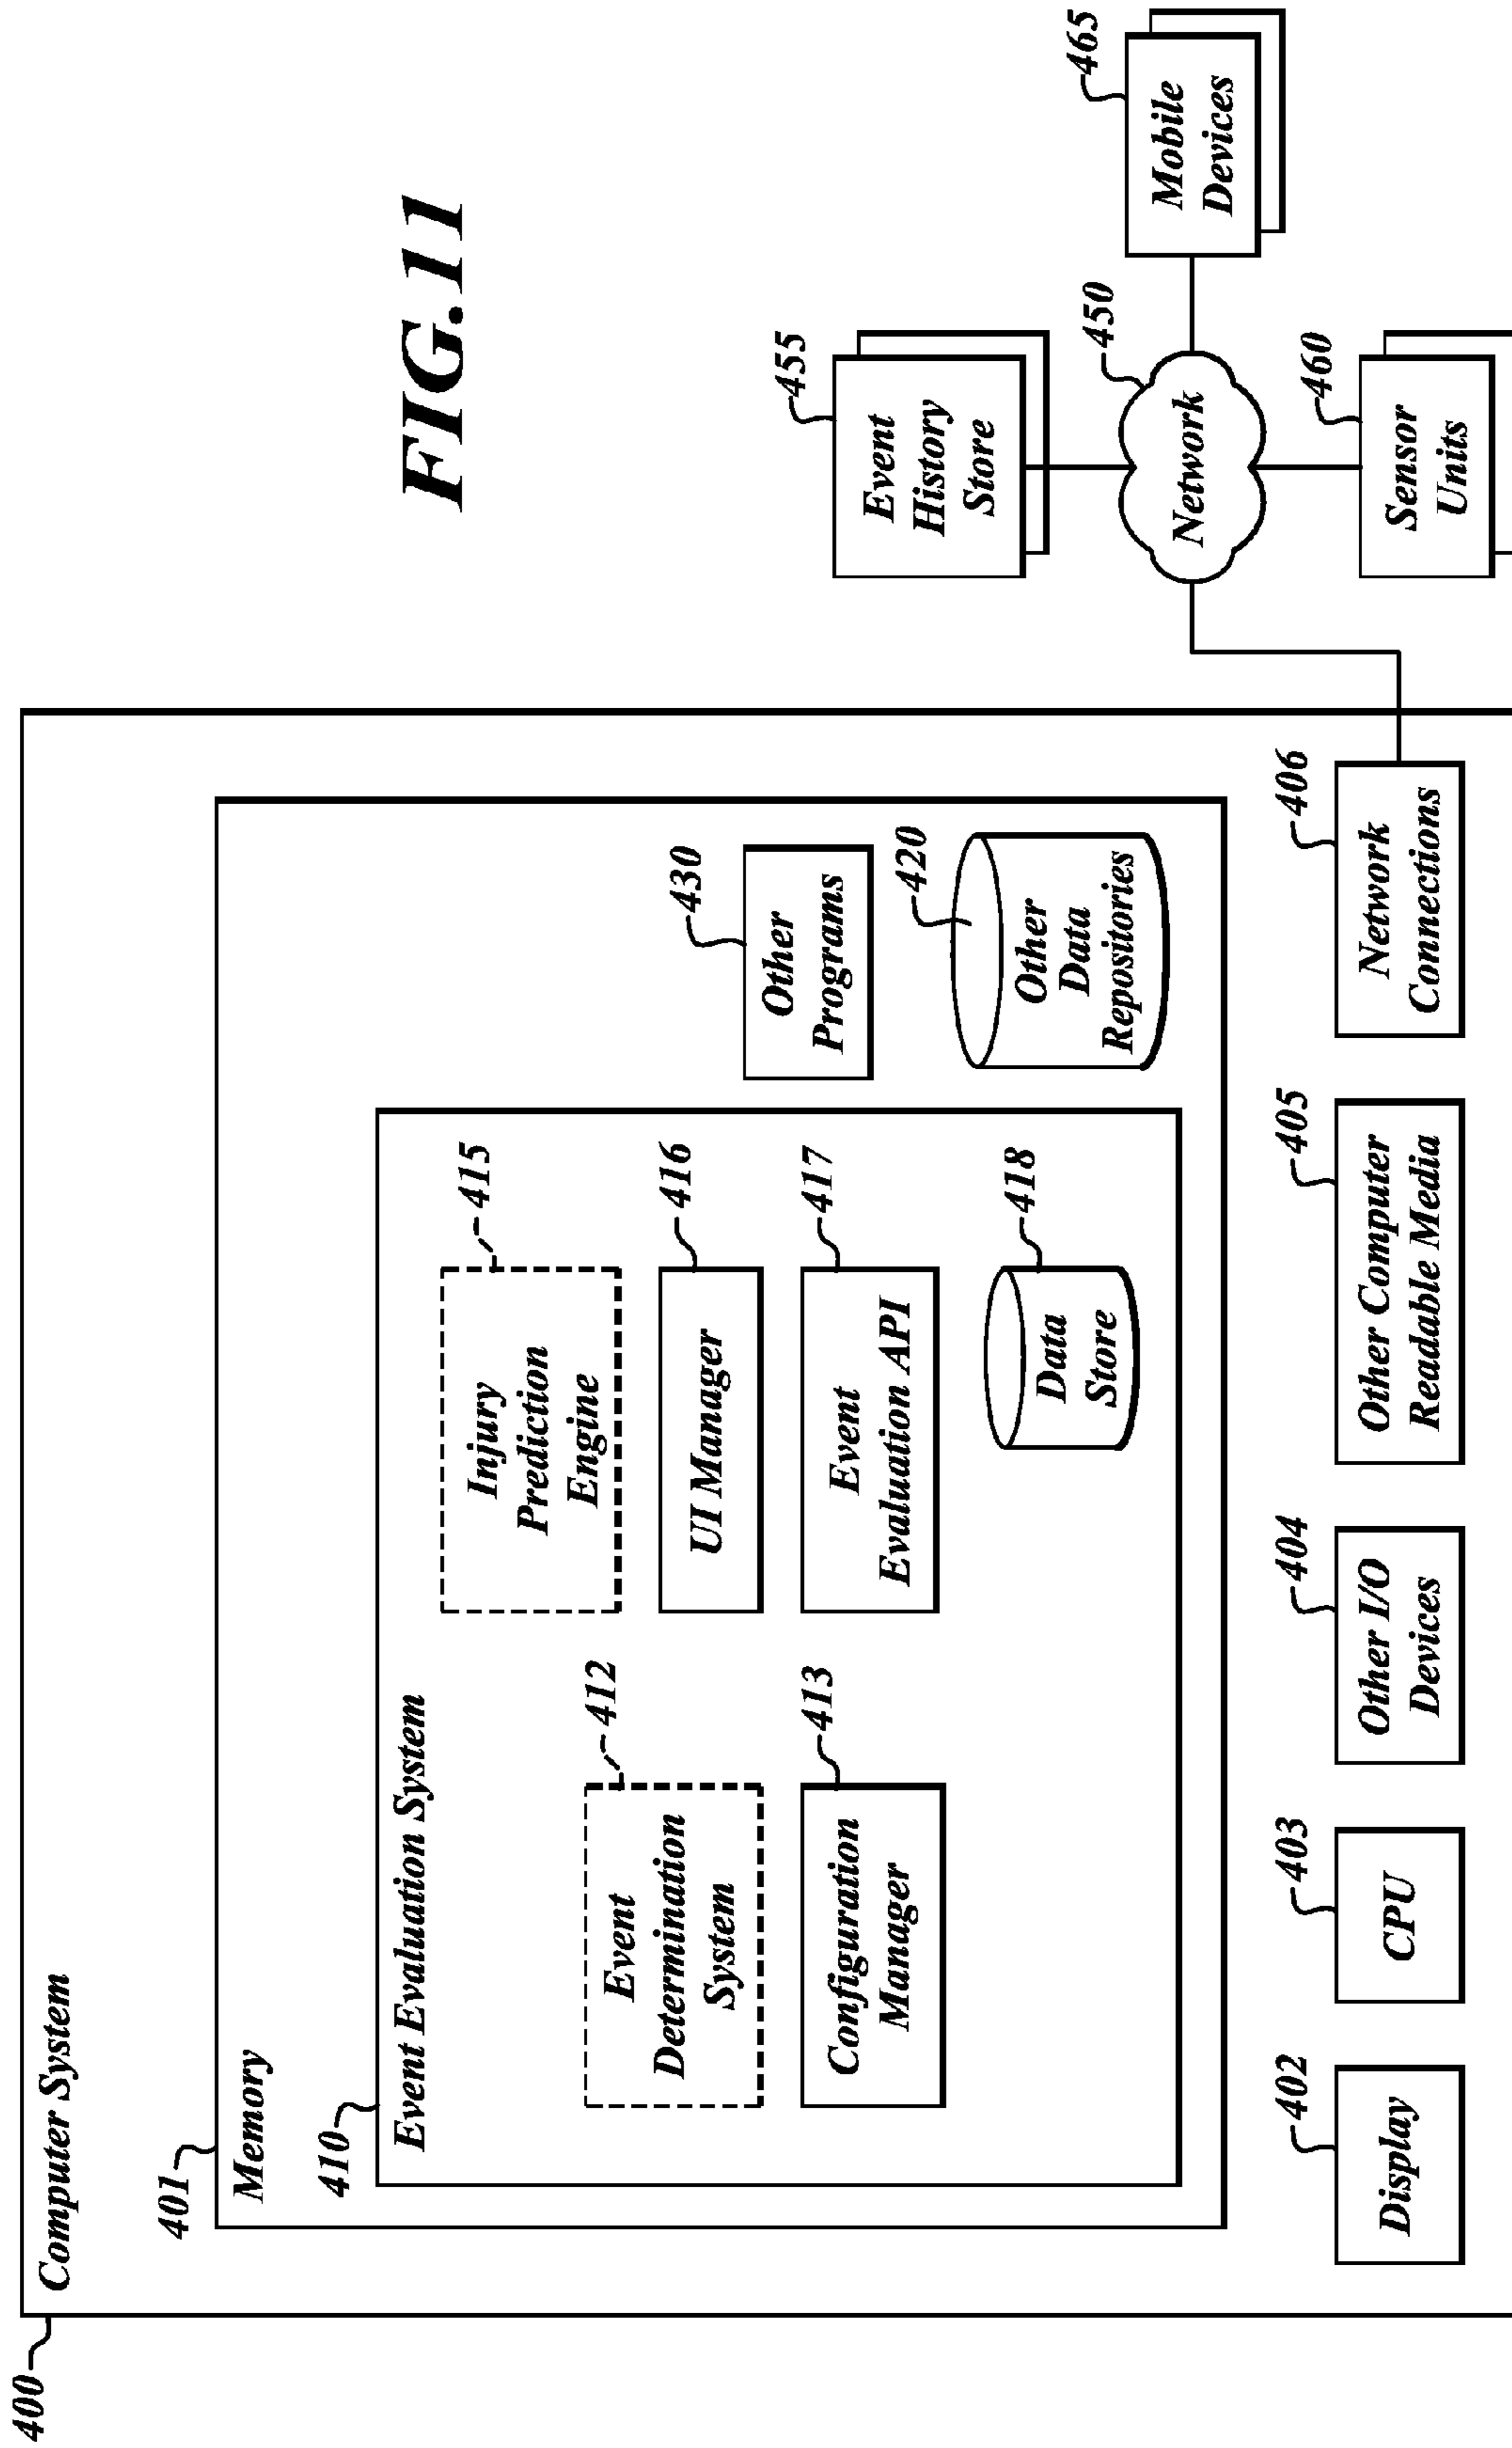 FIG.11
400
Computer System
401
Memory
410
Event Evaluation System
412
Event
Determination
System
413
Configuration
Manager
415
Injury
Prediction
Engine
416
UI Manager
417
Event
Evaluation API
418
Data
Store
430
Other
Programs
420
Other
Data
Repositories
402
Display
403
CPU
404
Other I/O
Devices
405
Other Computer
Readable Media
406
Network
Connections
455
Event
History
Store
450
Network
460
Sensor
Units
465
Mobile
Devices